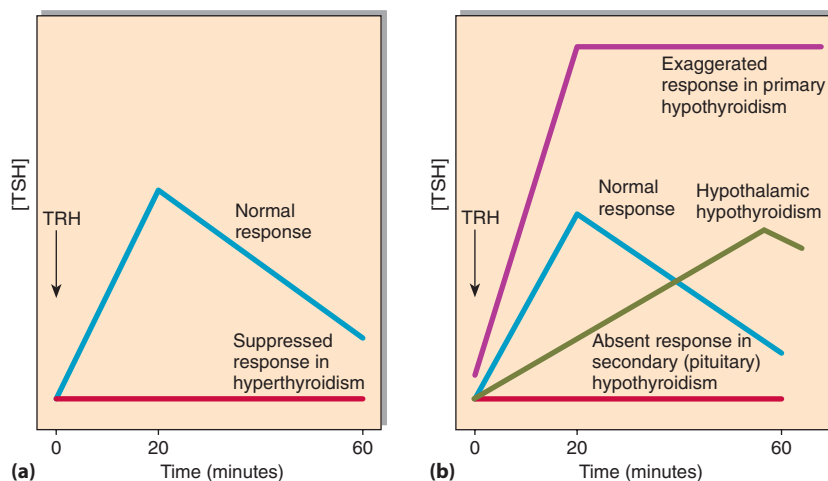 [TSH]
TRH
Normal
response
Suppressed
response in
hyperthyroidism
0
20
60
(a)
Time (minutes)
[TSH]
TRH
Exaggerated
response in primary
hypothyroidism
Normal
response
Hypothalamic
hypothyroidism
Absent response in
secondary (pituitary)
hypothyroidism
0
20
60
(b)
Time (minutes)